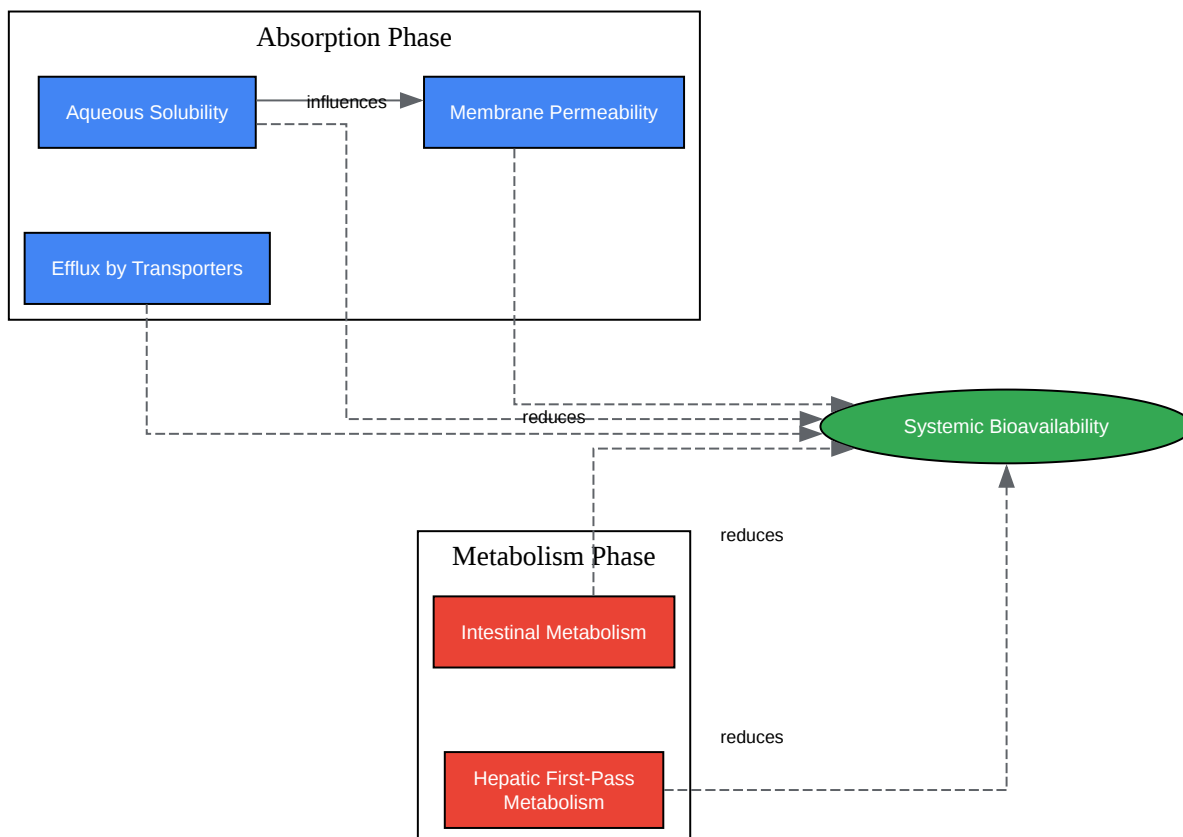 Absorption Phase
Aqueous Solubility
influences
Membrane Permeability
Efflux by Transporters
reduces
Systemic Bioavailability
reduces
Metabolism Phase
Intestinal Metabolism
reduces
Hepatic First-Pass
Metabolism